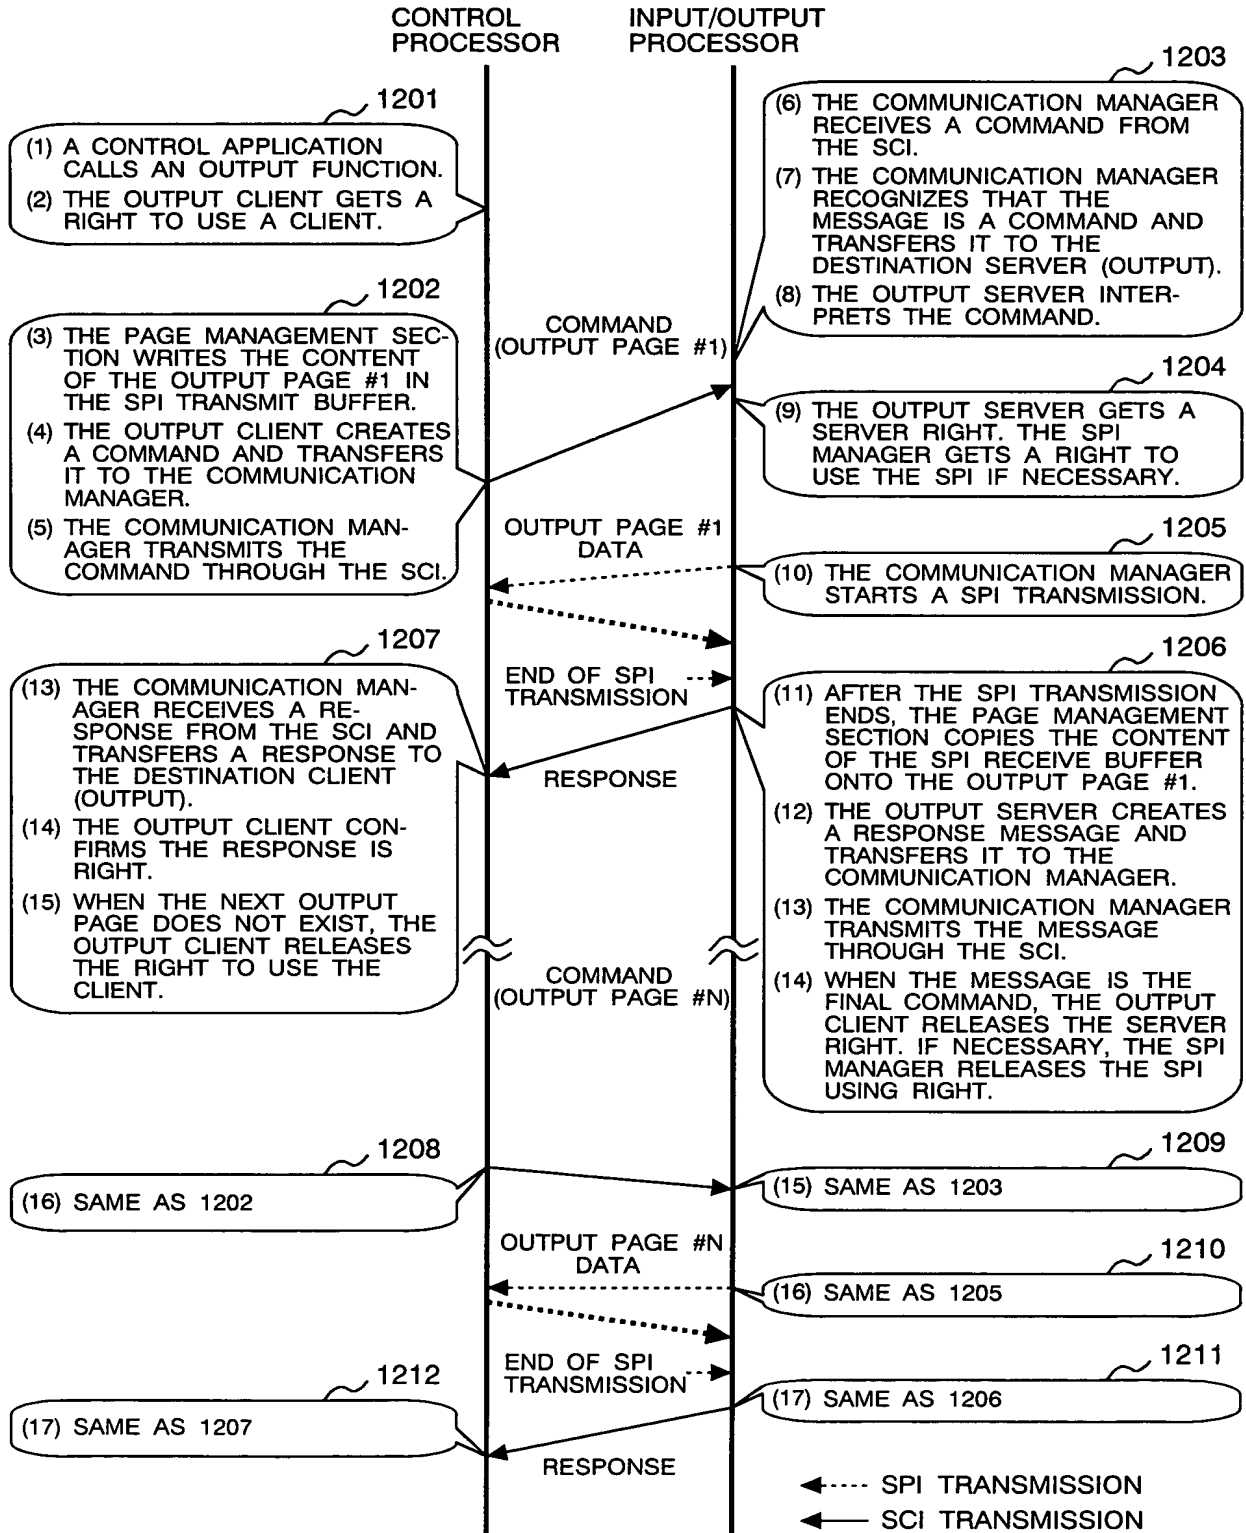 CONTROL
PROCESSOR
INPUT/OUTPUT
PROCESSOR
1201
(1) A CONTROL APPLICATION
CALLS AN OUTPUT FUNCTION.
(2) THE OUTPUT CLIENT GETS A
RIGHT TO USE A CLIENT.
1203
(6) THE COMMUNICATION MANAGER
RECEIVES A COMMAND FROM
THE SCI.
(7) THE COMMUNICATION MANAGER
RECOGNIZES THAT THE
MESSAGE IS A COMMAND AND
TRANSFERS IT TO THE
DESTINATION SERVER (OUTPUT).
(8) THE OUTPUT SERVER INTER-
PRETS THE COMMAND.
1202
(3) THE PAGE MANAGEMENT SEC-
TION WRITES THE CONTENT
OF THE OUTPUT PAGE #1 IN
THE SPI TRANSMIT BUFFER.
(4) THE OUTPUT CLIENT CREATES
A COMMAND AND TRANSFERS
IT TO THE COMMUNICATION
MANAGER.
(5) THE COMMUNICATION MAN-
AGER TRANSMITS THE
COMMAND THROUGH THE SCI.
COMMAND
(OUTPUT PAGE #1)
1204
(9) THE OUTPUT SERVER GETS A
SERVER RIGHT. THE SPI
MANAGER GETS A RIGHT TO
USE THE SPI IF NECESSARY.
OUTPUT PAGE #1
DATA
1205
(10) THE COMMUNICATION MANAGER
STARTS A SPI TRANSMISSION.
END OF SPI
TRANSMISSION
1206
(11) AFTER THE SPI TRANSMISSION
ENDS, THE PAGE MANAGEMENT
SECTION COPIES THE CONTENT
OF THE SPI RECEIVE BUFFER
ONTO THE OUTPUT PAGE #1.
(12) THE OUTPUT SERVER CREATES
A RESPONSE MESSAGE AND
TRANSFERS IT TO THE
COMMUNICATION MANAGER.
(13) THE COMMUNICATION MANAGER
TRANSMITS THE MESSAGE
THROUGH THE SCI.
(14) WHEN THE MESSAGE IS THE
FINAL COMMAND, THE OUTPUT
CLIENT RELEASES THE SERVER
RIGHT. IF NECESSARY, THE SPI
MANAGER RELEASES THE SPI
USING RIGHT.
1207
(13) THE COMMUNICATION MAN-
AGER RECEIVES A RE-
SPONSE FROM THE SCI AND
TRANSFERS A RESPONSE TO
THE DESTINATION CLIENT
(OUTPUT).
(14) THE OUTPUT CLIENT CON-
FIRMS THE RESPONSE IS
RIGHT.
(15) WHEN THE NEXT OUTPUT
PAGE DOES NOT EXIST, THE
OUTPUT CLIENT RELEASES
THE RIGHT TO USE THE
CLIENT.
RESPONSE
COMMAND
(OUTPUT PAGE #N)
1208
(16) SAME AS 1202
1209
(15) SAME AS 1203
OUTPUT PAGE #N
DATA
1210
(16) SAME AS 1205
END OF SPI
TRANSMISSION
1211
(17) SAME AS 1206
1212
(17) SAME AS 1207
RESPONSE
SPI TRANSMISSION
SCI TRANSMISSION